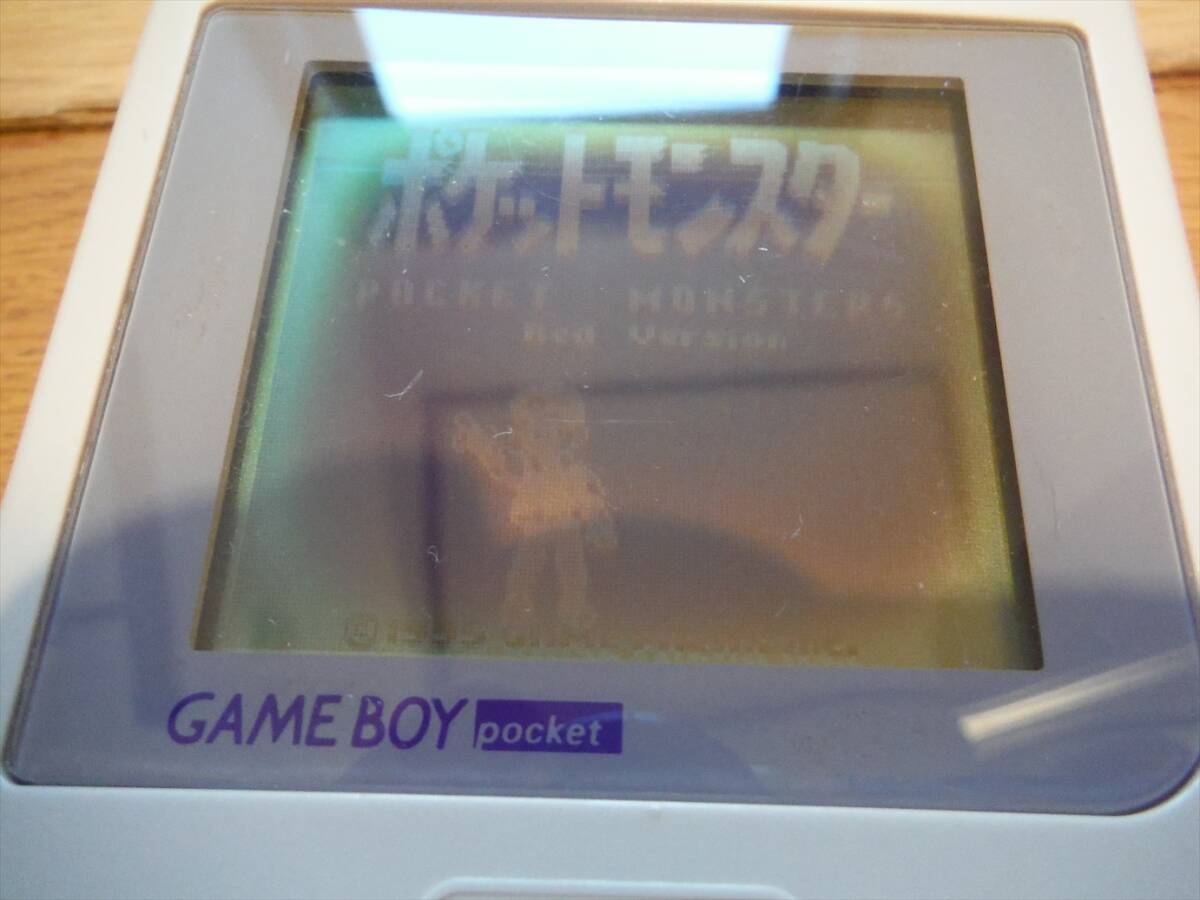 ポケットモンスター
POCKET MONSTERS
Red Version
GAME BOY pocket